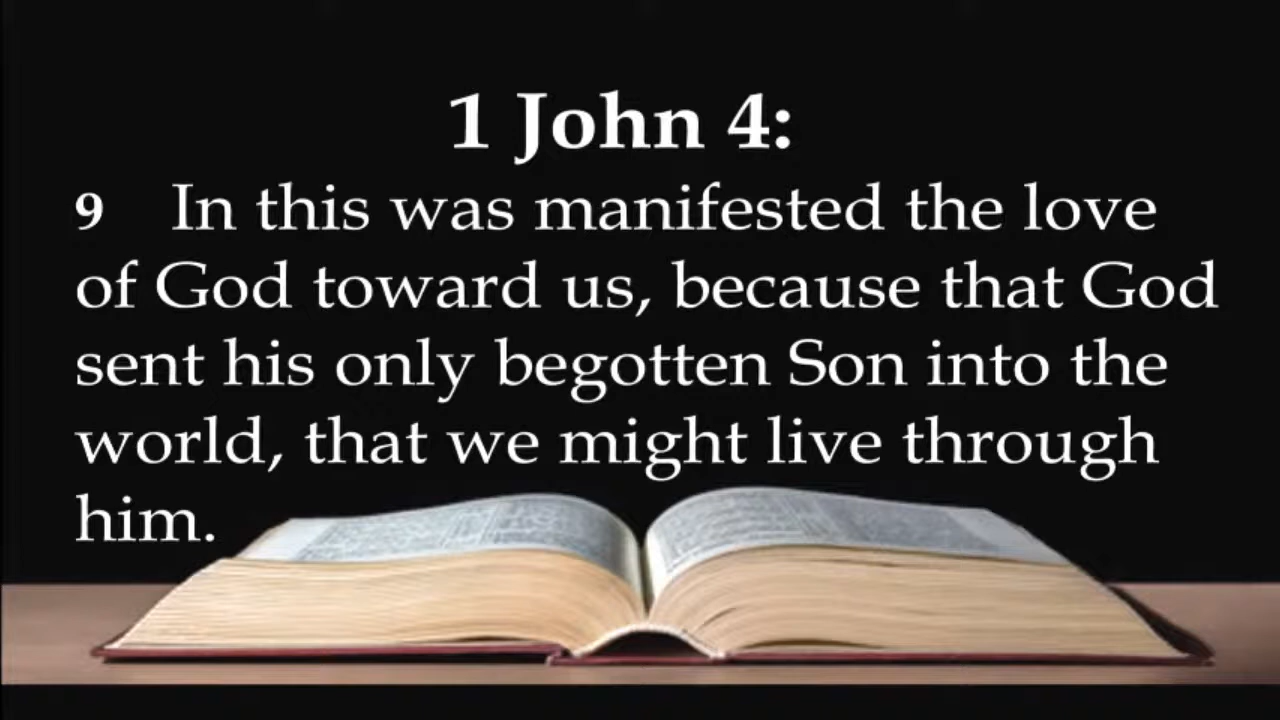 1 John 4:
9 In this was manifested the love
of God toward us, because that God
sent his only begotten Son into the
world, that we might live through
him.